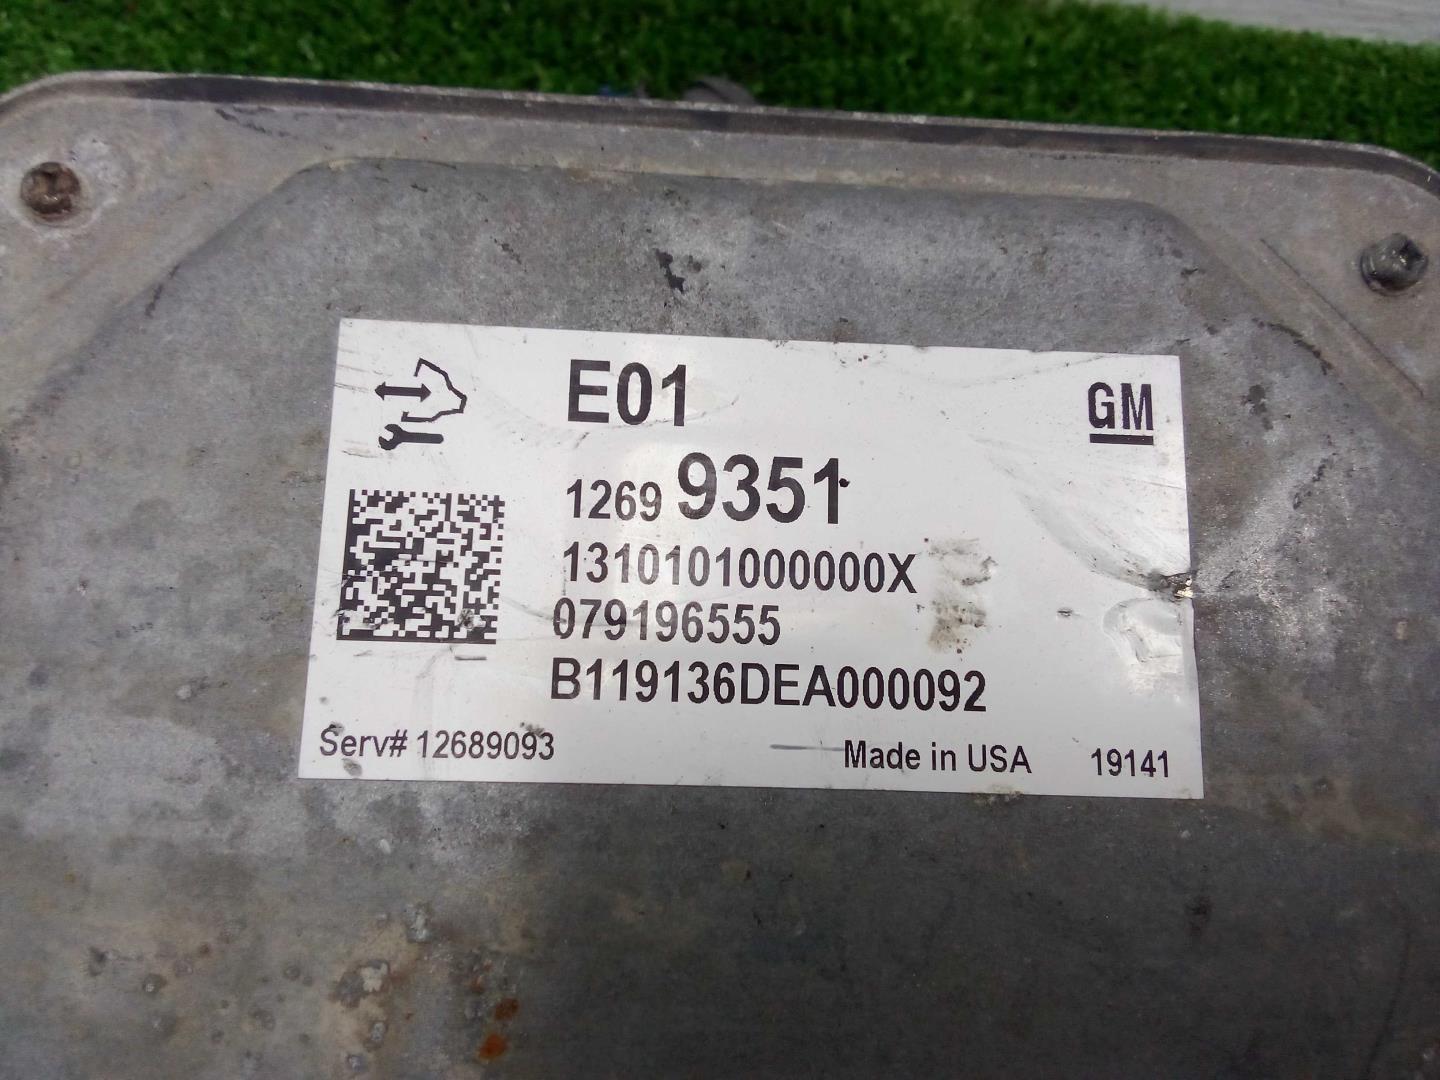 E01
GM
1269 9351
1310101000000X
079196555
B119136DEA000092
Serv# 12689093
Made in USA
19141